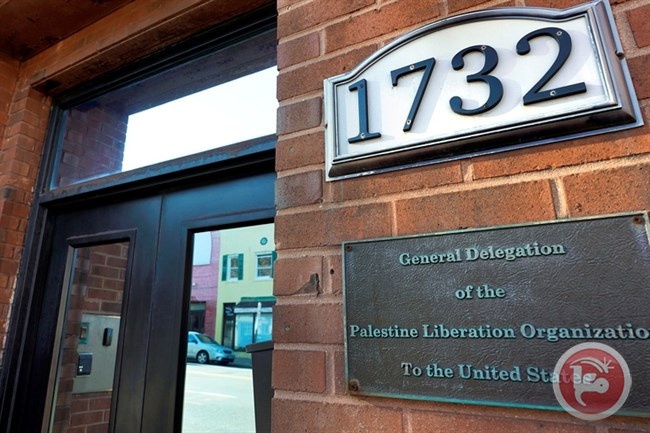 1732
General Delegation
of the
Palestine Liberation Organization
To the United States